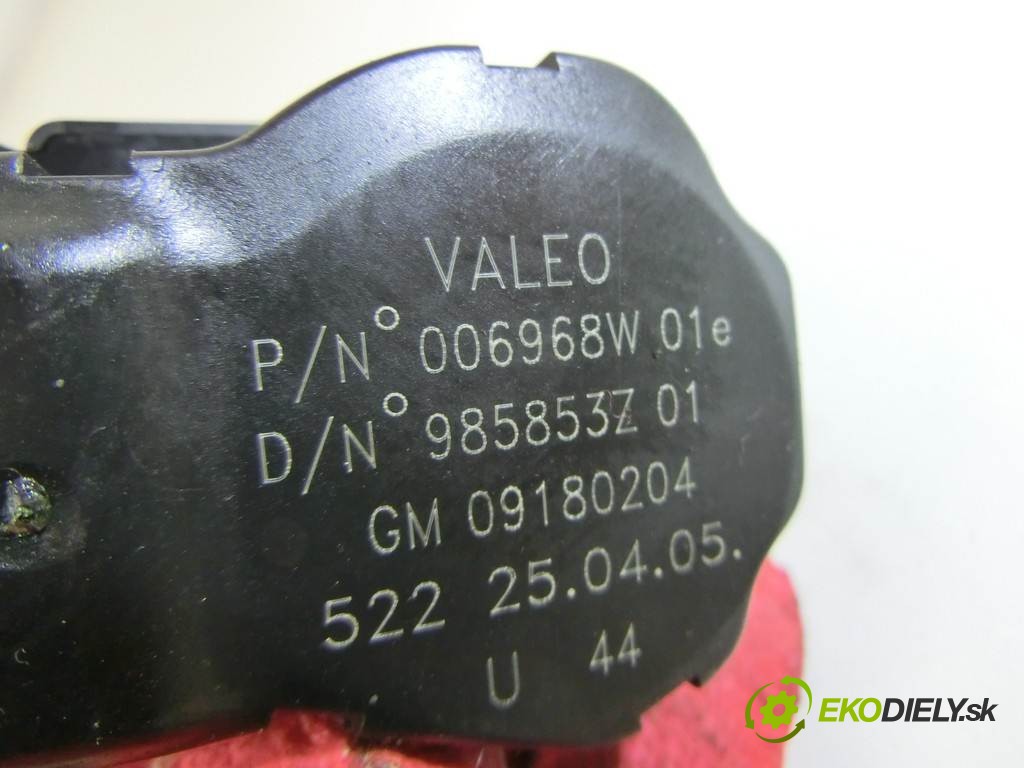 VALEO
P/N° 006968W 01e
D/N° 985853Z 01
GM 09180204
522 25.04.05.
U 44
EKODIELY.sk